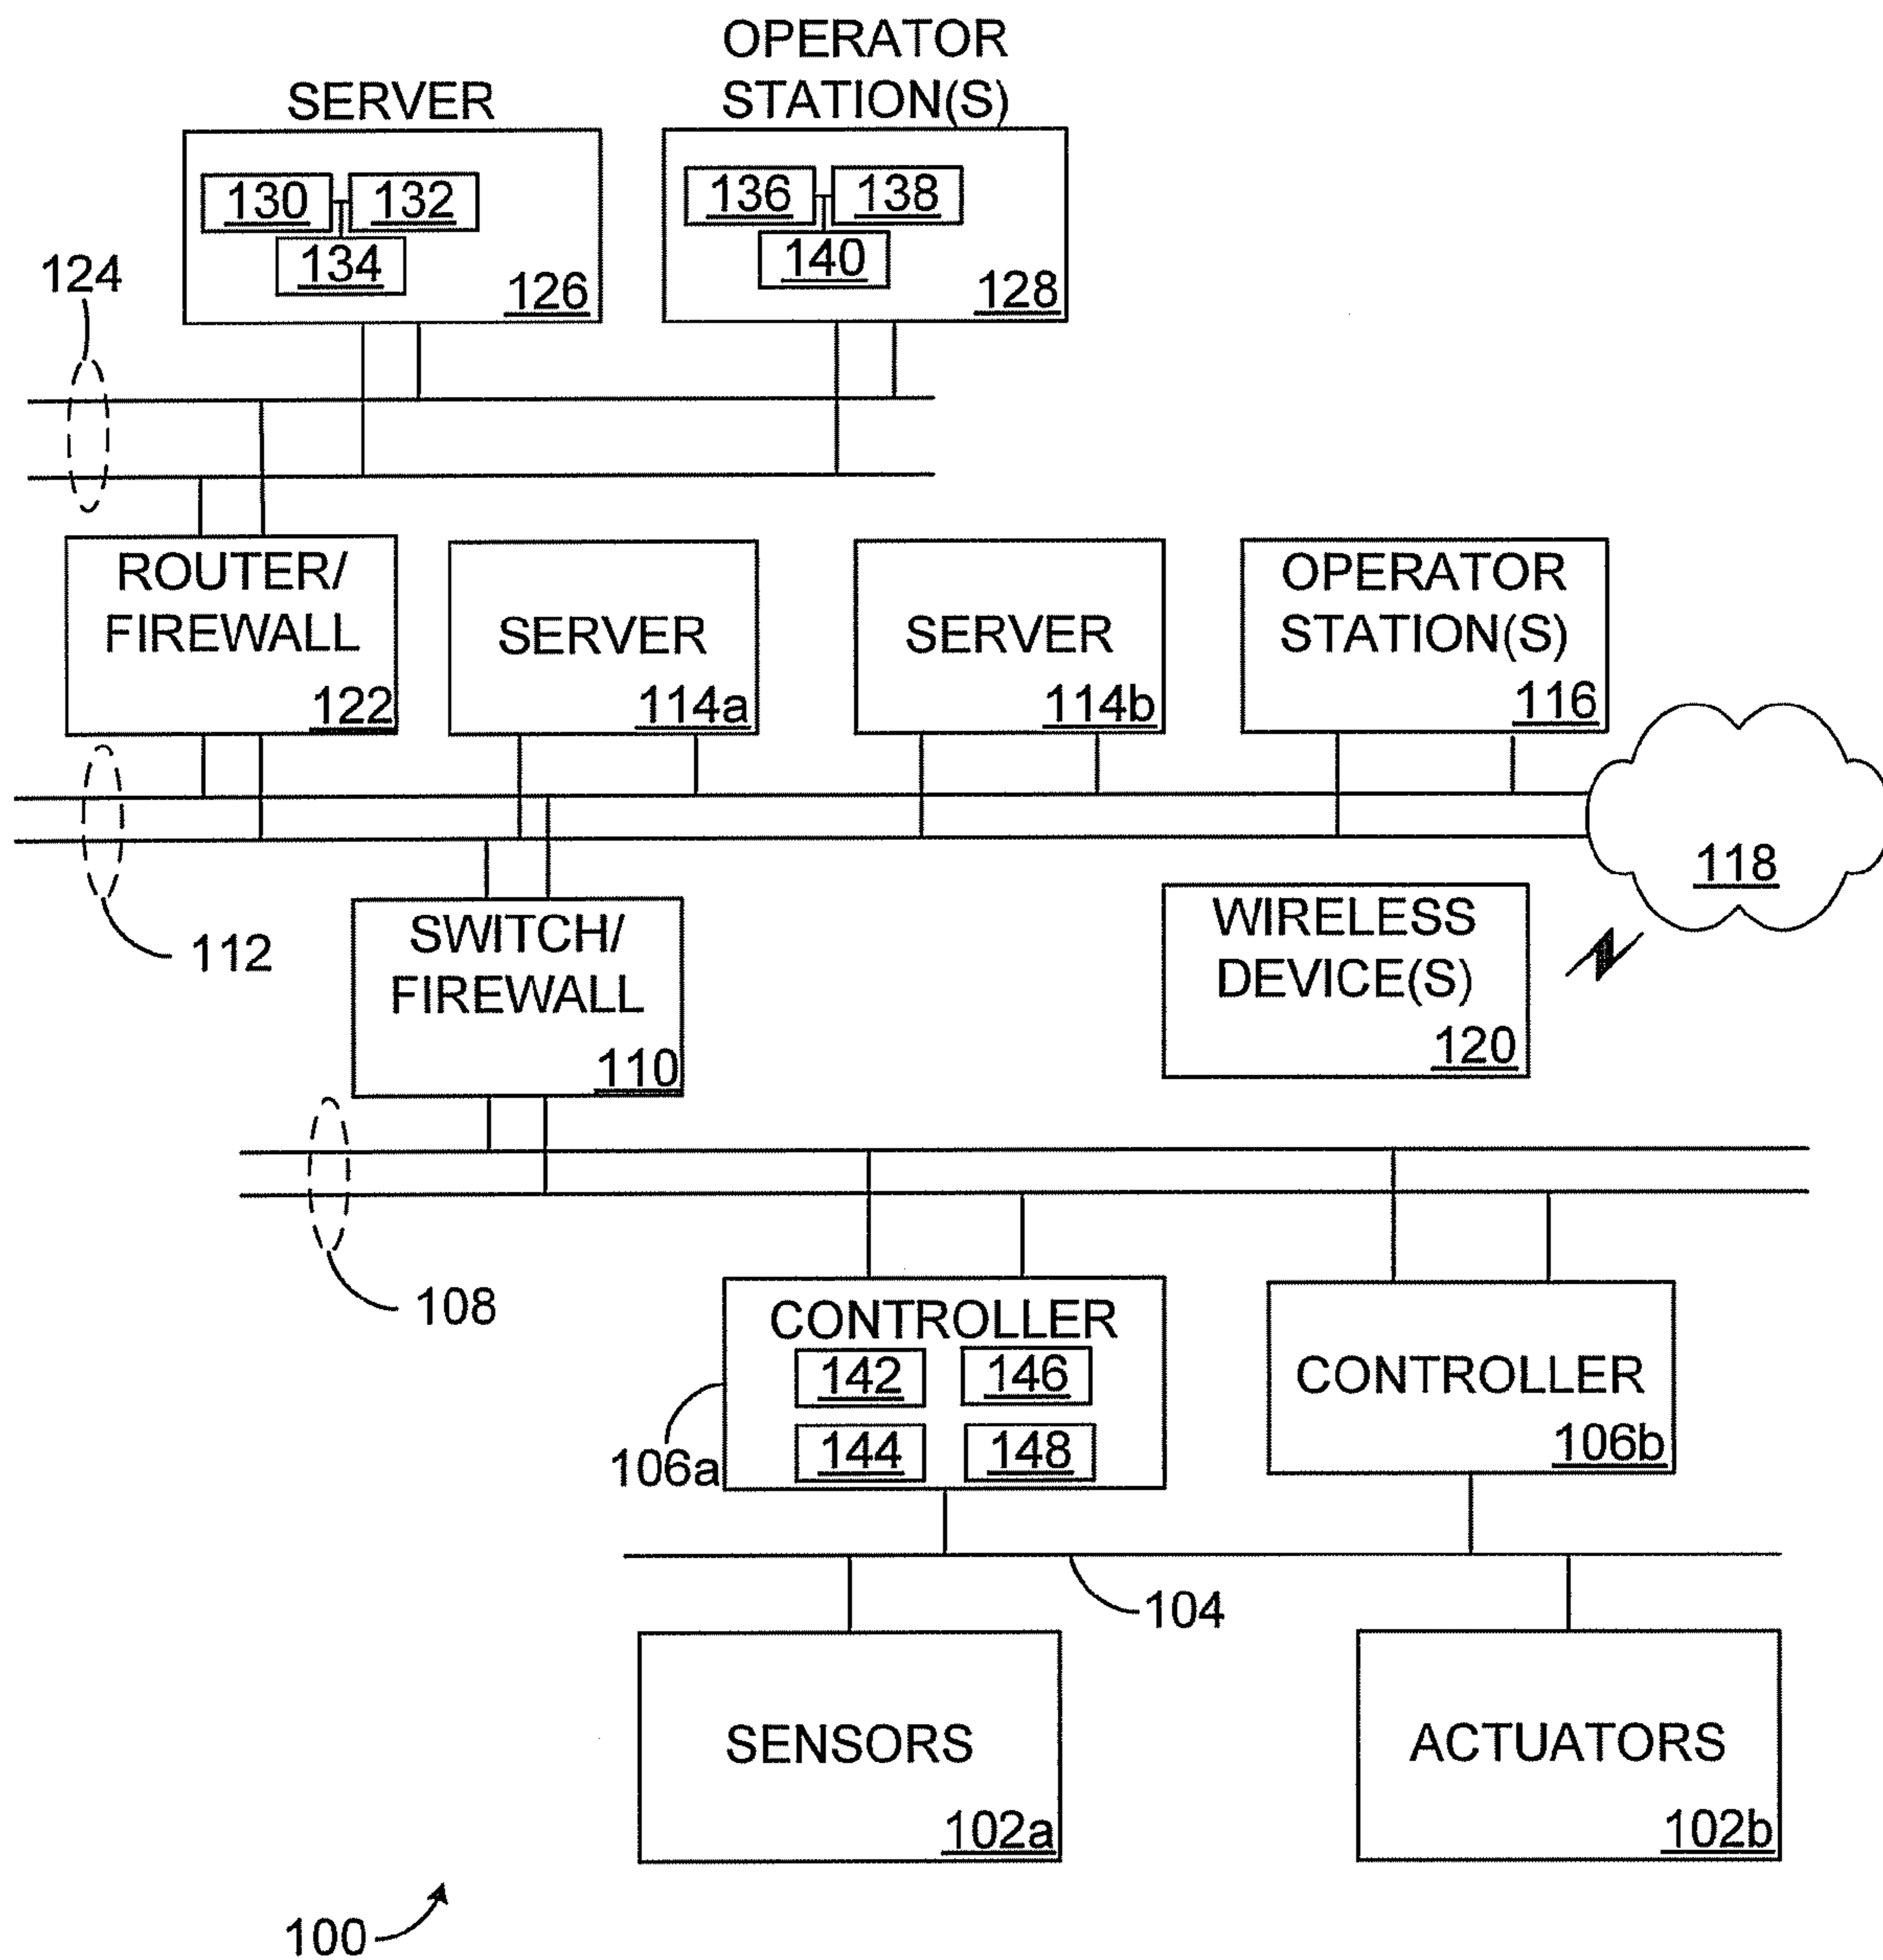 OPERATOR
STATION(S)
SERVER
130
132
134
126
136
138
140
128
124
ROUTER/
FIREWALL
122
SERVER
114a
SERVER
114b
OPERATOR
STATION(S)
116
118
112
SWITCH/
FIREWALL
110
WIRELESS
DEVICE(S)
120
108
CONTROLLER
142
146
144
148
106a
CONTROLLER
106b
104
SENSORS
102a
ACTUATORS
102b
100